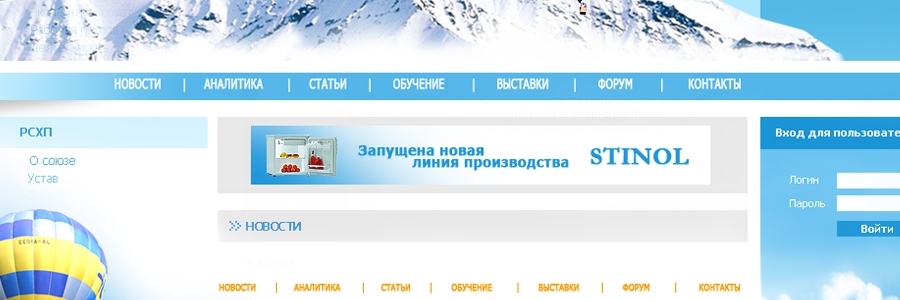 НОВОСТИ | АНАЛИТИКА | СТАТЬИ | ОБУЧЕНИЕ | ВЫСТАВКИ | ФОРУМ | КОНТАКТЫ
РСХП
О союзе
Устав
Запущена новая
линия производства
STINOL
НОВОСТИ
Вход для пользовате
Логин
Пароль
Войти
НОВОСТИ | АНАЛИТИКА | СТАТЬИ | ОБУЧЕНИЕ | ВЫСТАВКИ | ФОРУМ | КОНТАКТЫ